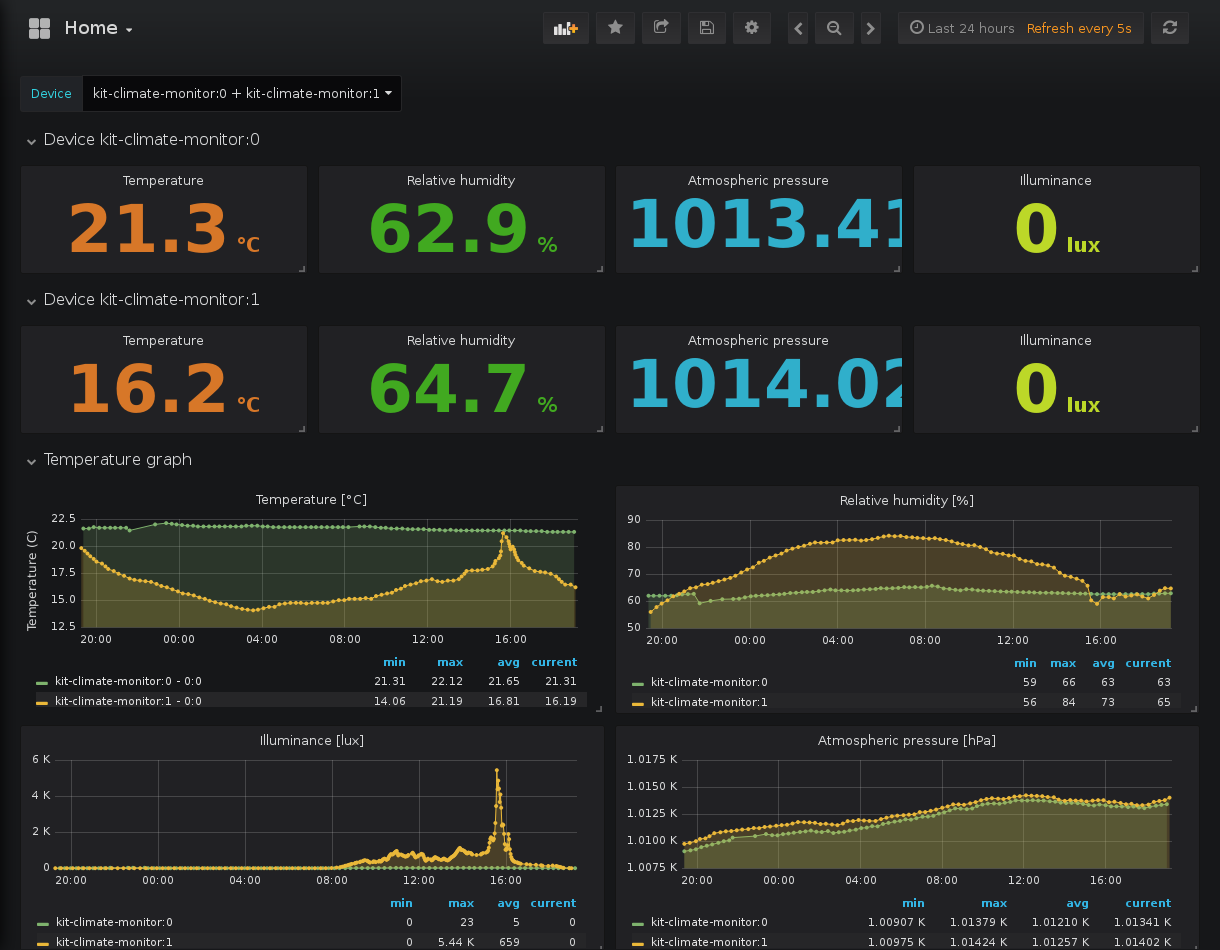 Home
Last 24 hours Refresh every 5s
Device kit-climate-monitor:0 + kit-climate-monitor:1
Device kit-climate-monitor:0
Temperature Relative humidity Atmospheric pressure Illuminance
21.3 °C 62.9 % 1013.41 0 lux
Device kit-climate-monitor:1
Temperature Relative humidity Atmospheric pressure Illuminance
16.2 °C 64.7 % 1014.02 0 lux
Temperature graph
Temperature [°C]
Temperature (C)
22.5
20.0
17.5
15.0
12.5
20:00 00:00 04:00 08:00 12:00 16:00
min max avg current
kit-climate-monitor:0 - 0:0 21.31 22.12 21.65 21.31
kit-climate-monitor:1 - 0:0 14.06 21.19 16.81 16.19
Relative humidity [%]
90
80
70
60
50
20:00 00:00 04:00 08:00 12:00 16:00
min max avg current
kit-climate-monitor:0 59 66 63 63
kit-climate-monitor:1 56 84 73 65
Illuminance [lux]
6 K
4 K
2 K
0
20:00 00:00 04:00 08:00 12:00 16:00
min max avg current
kit-climate-monitor:0 0 23 5 0
kit-climate-monitor:1 0 5.44 K 659 0
Atmospheric pressure [hPa]
1.0175 K
1.0150 K
1.0125 K
1.0100 K
1.0075 K
20:00 00:00 04:00 08:00 12:00 16:00
min max avg current
kit-climate-monitor:0 1.00907 K 1.01379 K 1.01210 K 1.01341 K
kit-climate-monitor:1 1.00975 K 1.01424 K 1.01257 K 1.01402 K